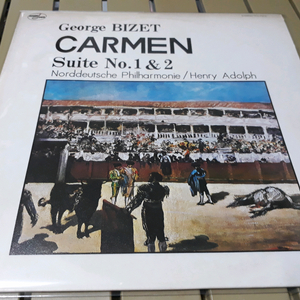 George BIZET
CARMEN
Suite No.1 & 2
Norddeutsche Philharmonie / Henry Adolph